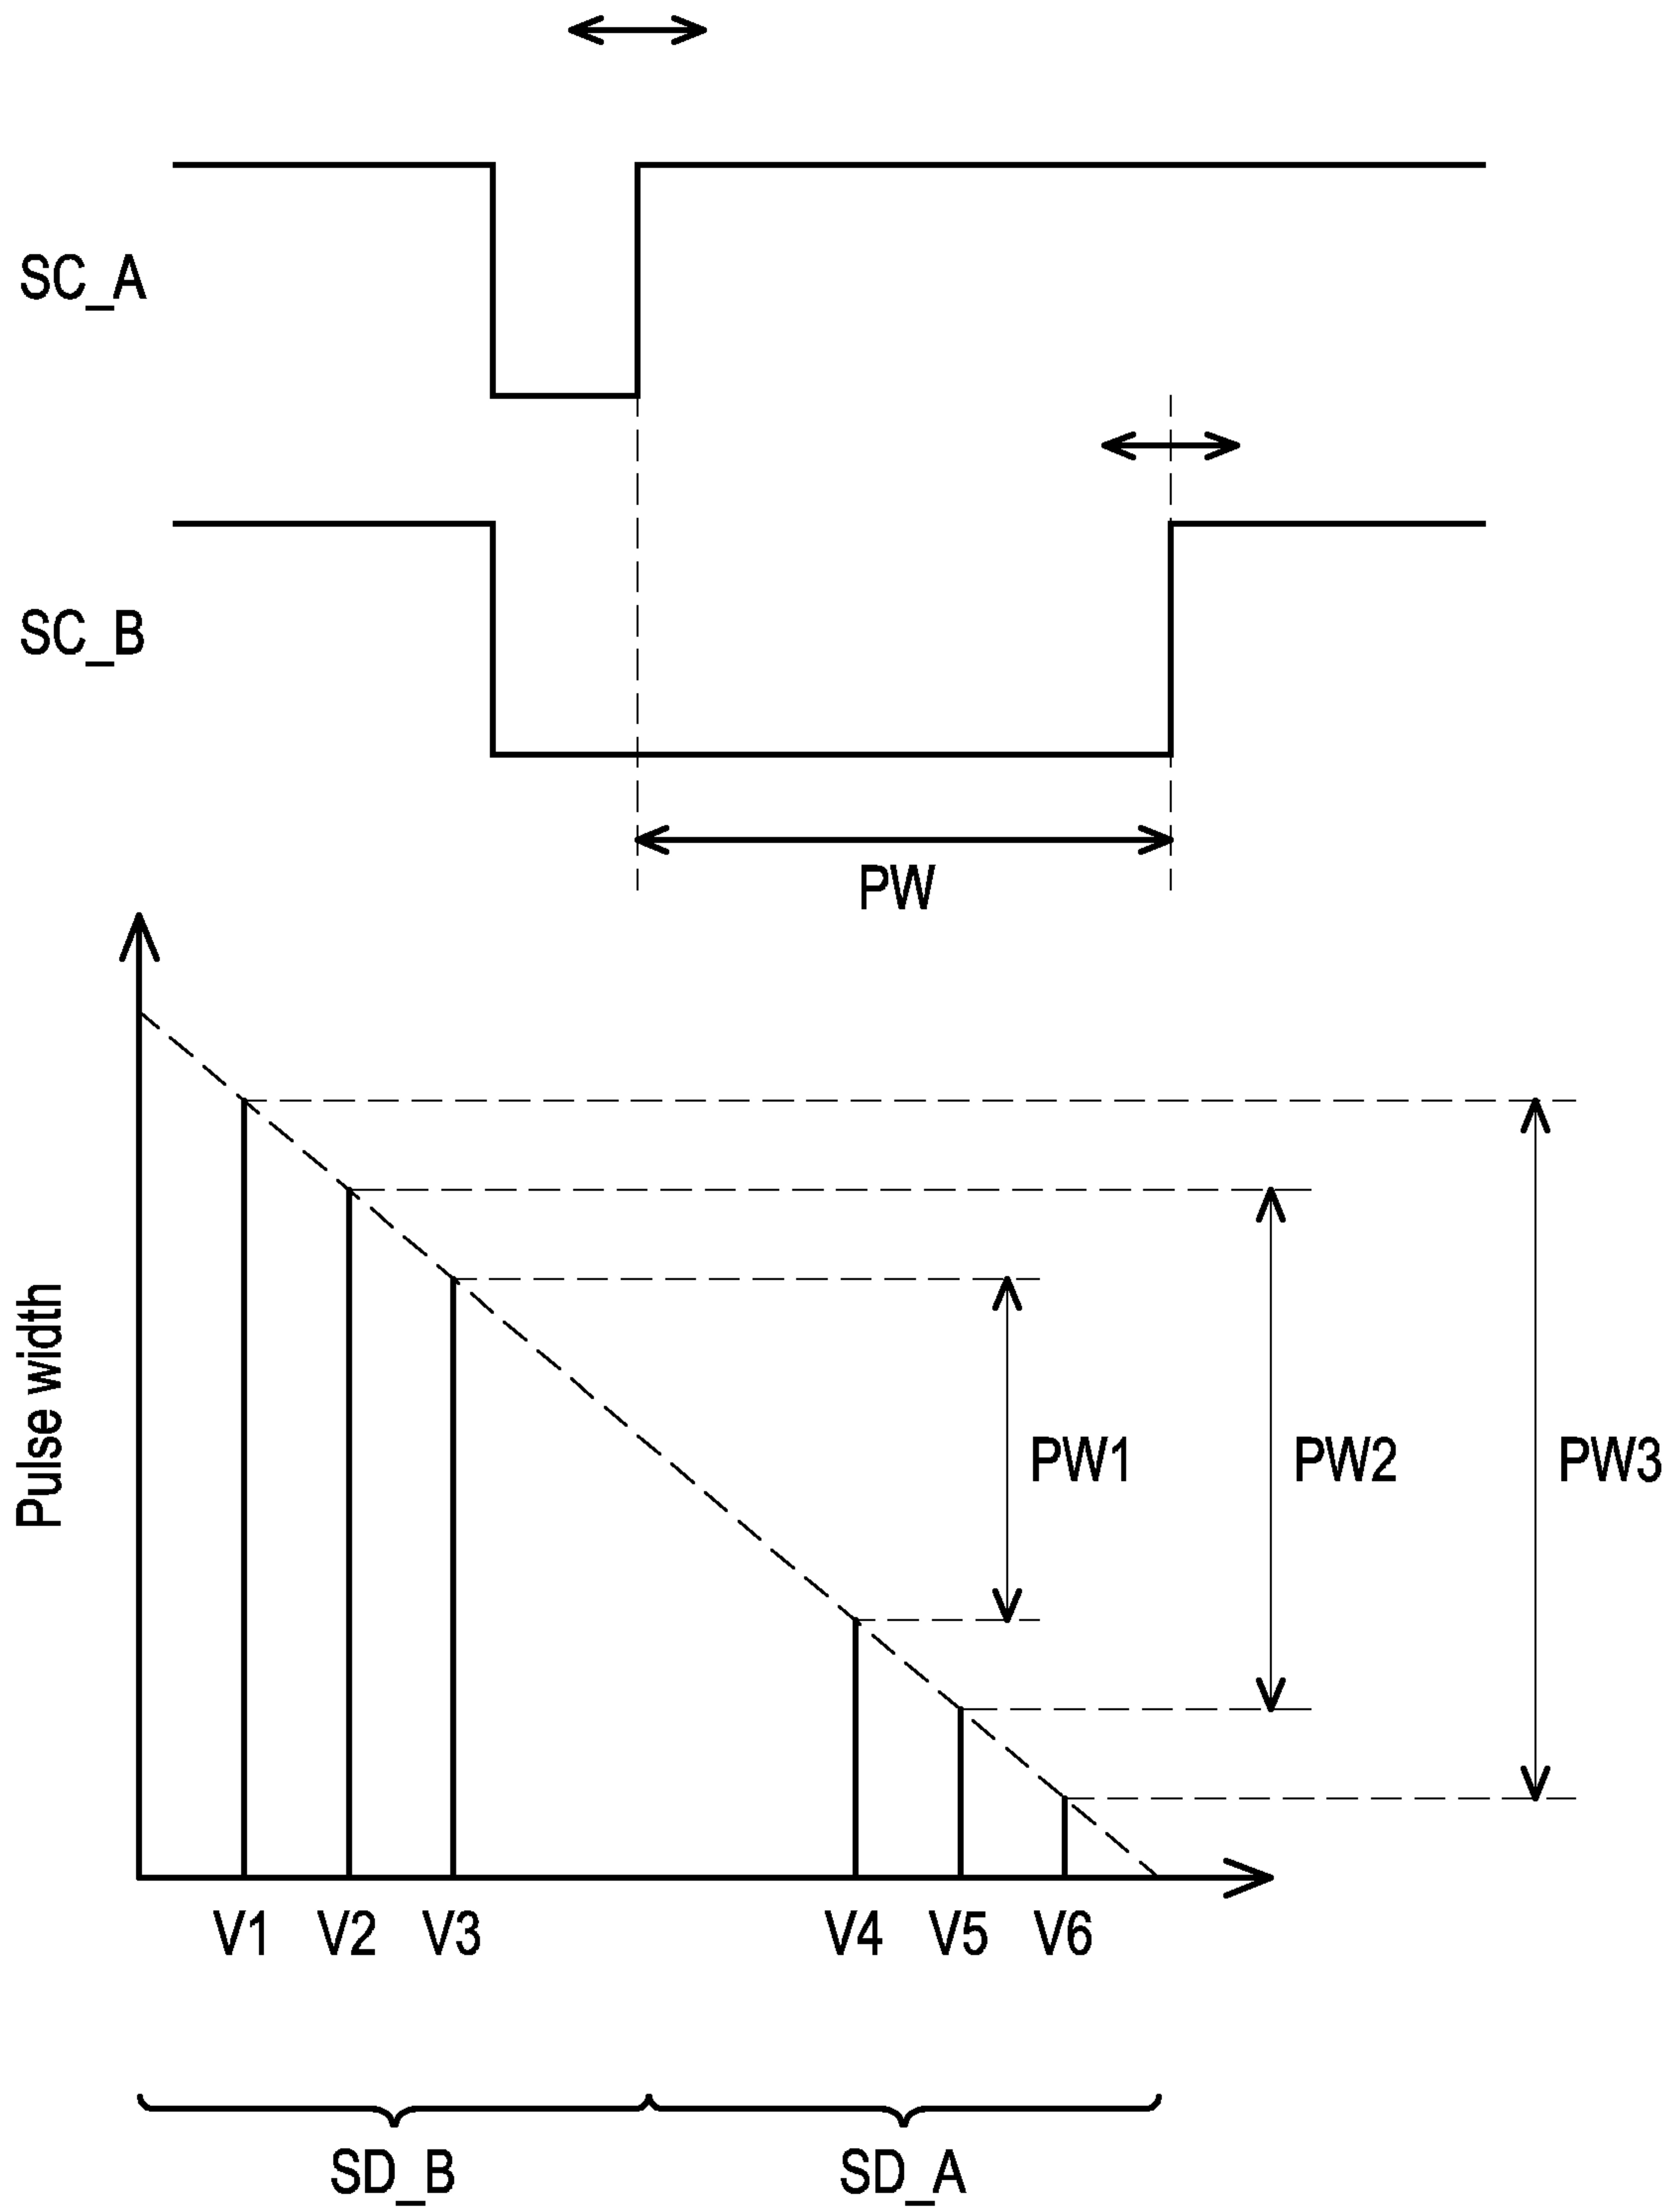 SC_A
SC_B
PW
Pulse width
PW1 PW2 PW3
V1 V2 V3 V4 V5 V6
SD_B SD_A